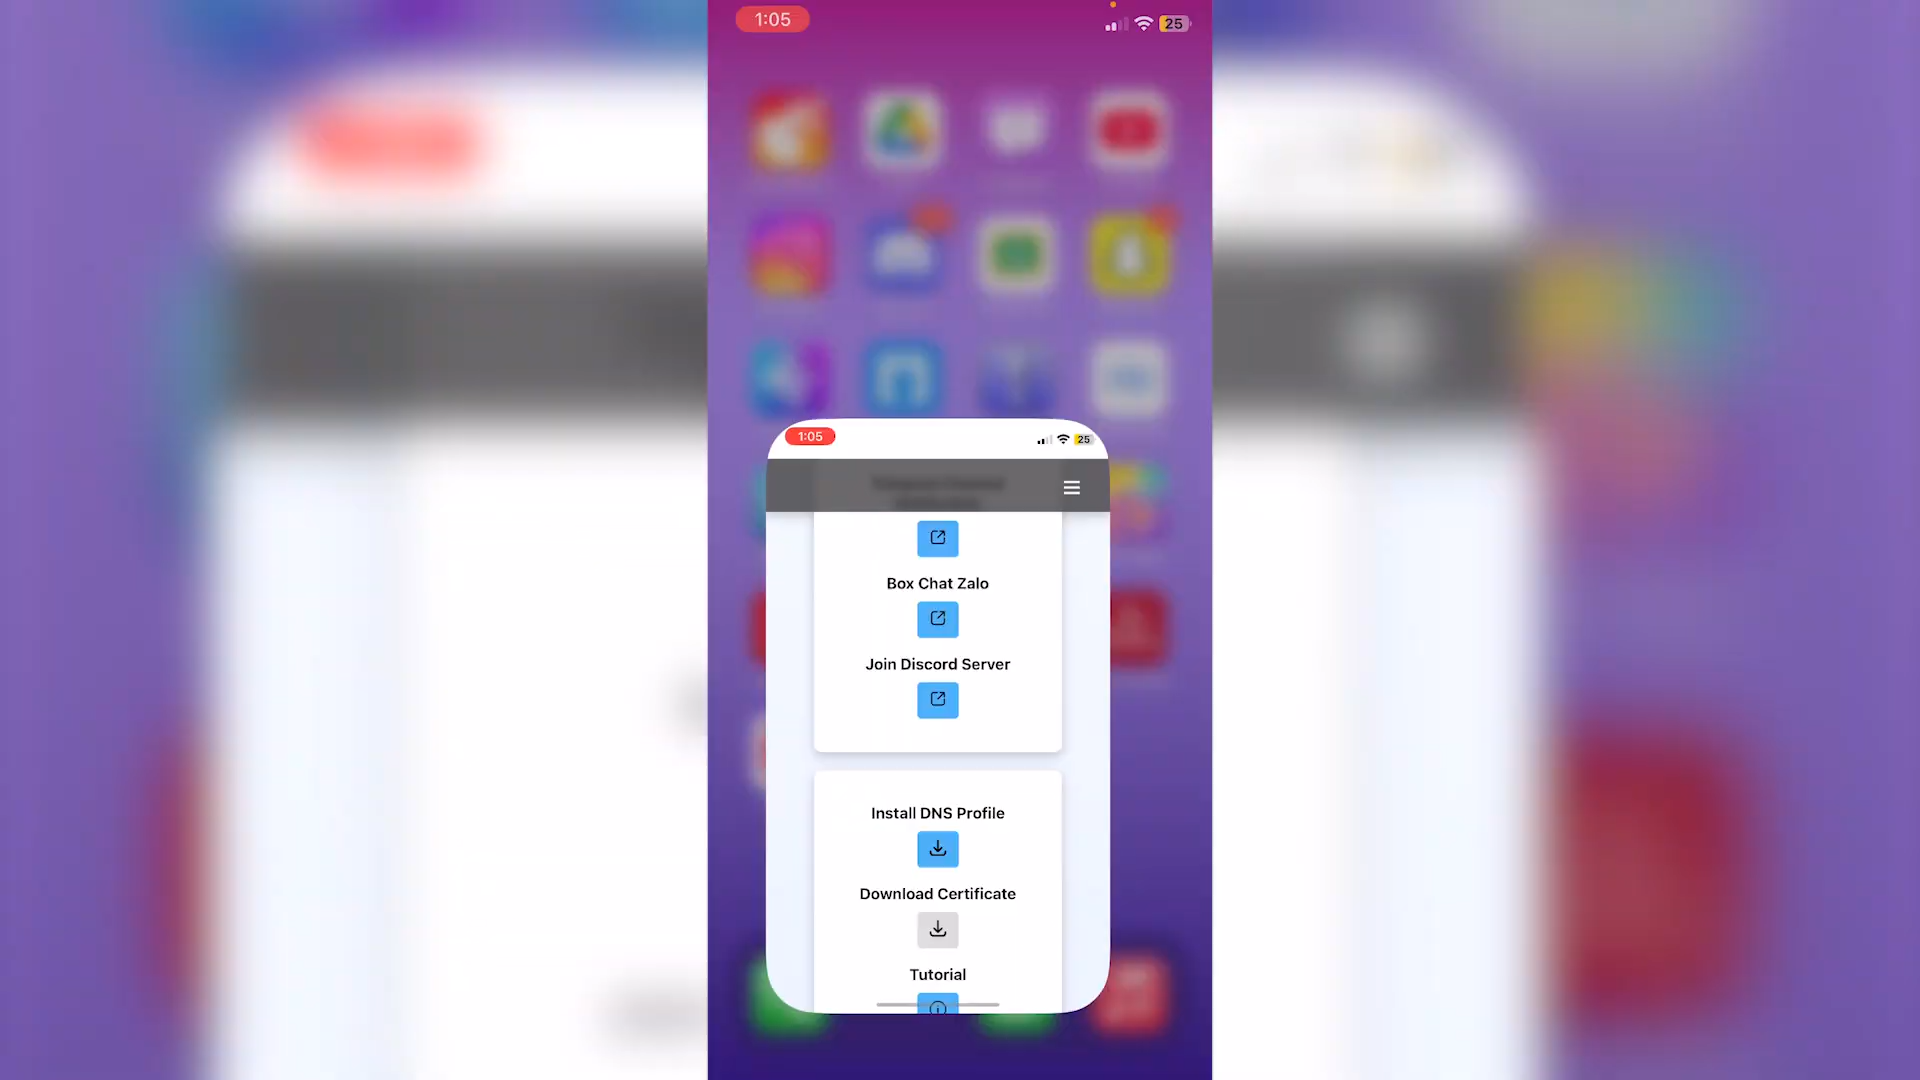 1:05
25
1:05
25
Box Chat Zalo
Join Discord Server
Install DNS Profile
Download Certificate
Tutorial